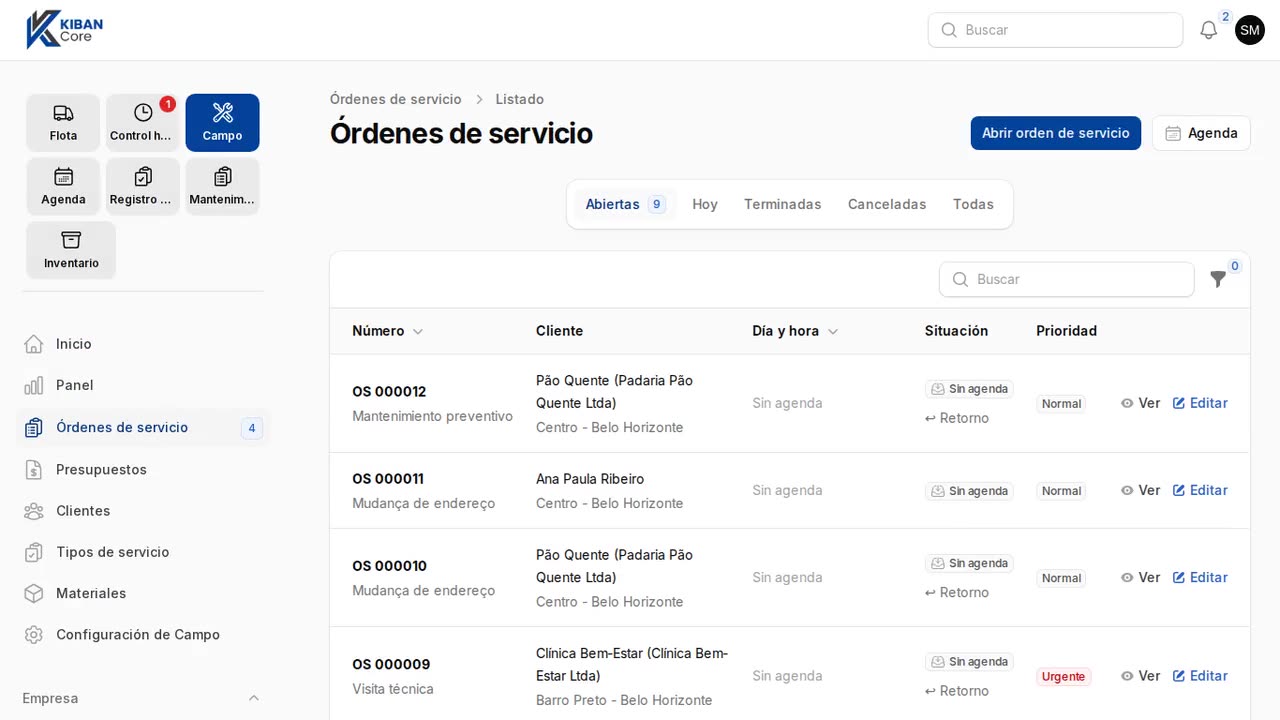 KIBAN
Core
Buscar
2
SM
Flota
Control h...
1
Campo
Agenda
Registro ...
Mantenim...
Inventario
Inicio
Panel
Órdenes de servicio 4
Presupuestos
Clientes
Tipos de servicio
Materiales
Configuración de Campo
Empresa
Órdenes de servicio > Listado
Órdenes de servicio
Abrir orden de servicio
Agenda
Abiertas 9 Hoy Terminadas Canceladas Todas
Buscar
0
Número Cliente Día y hora Situación Prioridad
OS 000012
Mantenimiento preventivo
Pão Quente (Padaria Pão
Quente Ltda)
Centro - Belo Horizonte
Sin agenda
Sin agenda
↩ Retorno
Normal
Ver Editar
OS 000011
Mudança de endereço
Ana Paula Ribeiro
Centro - Belo Horizonte
Sin agenda
Sin agenda
Normal
Ver Editar
OS 000010
Mudança de endereço
Pão Quente (Padaria Pão
Quente Ltda)
Centro - Belo Horizonte
Sin agenda
Sin agenda
↩ Retorno
Normal
Ver Editar
OS 000009
Visita técnica
Clínica Bem-Estar (Clínica Bem-
Estar Ltda)
Barro Preto - Belo Horizonte
Sin agenda
Sin agenda
↩ Retorno
Urgente
Ver Editar